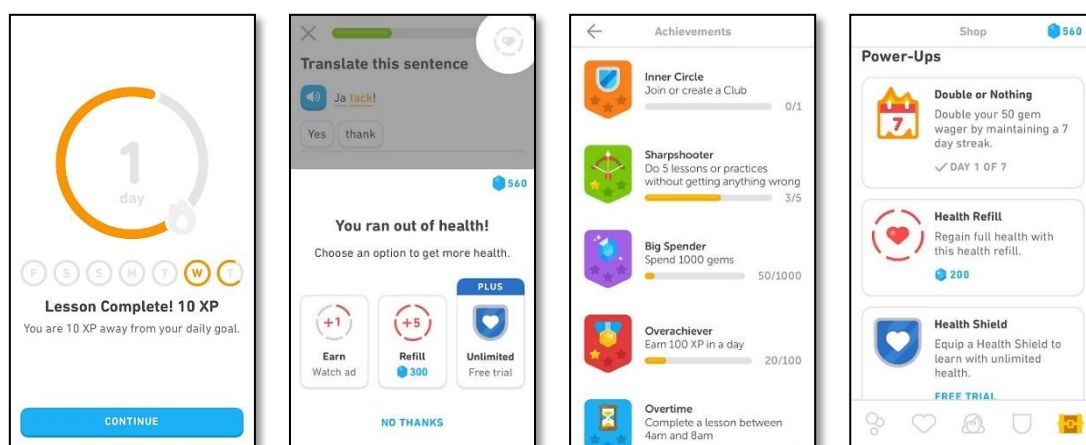 1
day
F S S M T W T
Lesson Complete! 10 XP
You are 10 XP away from your daily goal.
CONTINUE
Translate this sentence
Ja tack!
Yes thank
560
You ran out of health!
Choose an option to get more health.
PLUS
+1
Earn
Watch ad
+5
Refill
300
Unlimited
Free trial
NO THANKS
Achievements
Inner Circle
Join or create a Club
0/1
Sharpshooter
Do 5 lessons or practices
without getting anything wrong
3/5
Big Spender
Spend 1000 gems
50/1000
Overachiever
Earn 100 XP in a day
20/100
Overtime
Complete a lesson between
4am and 8am
Shop
560
Power-Ups
7
Double or Nothing
Double your 50 gem
wager by maintaining a 7
day streak.
DAY 1 OF 7
Health Refill
Regain full health with
this health refill.
200
Health Shield
Equip a Health Shield to
learn with unlimited
health.
FREE TRIAL